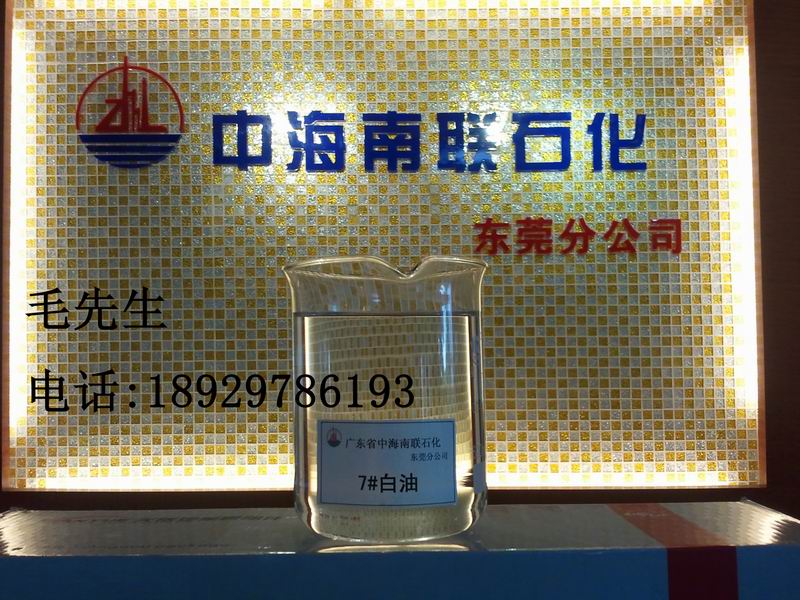 中海南联石化
东莞分公司
毛先生
电话:18929786193
广东省中海南联石化
东莞分公司
7#白油